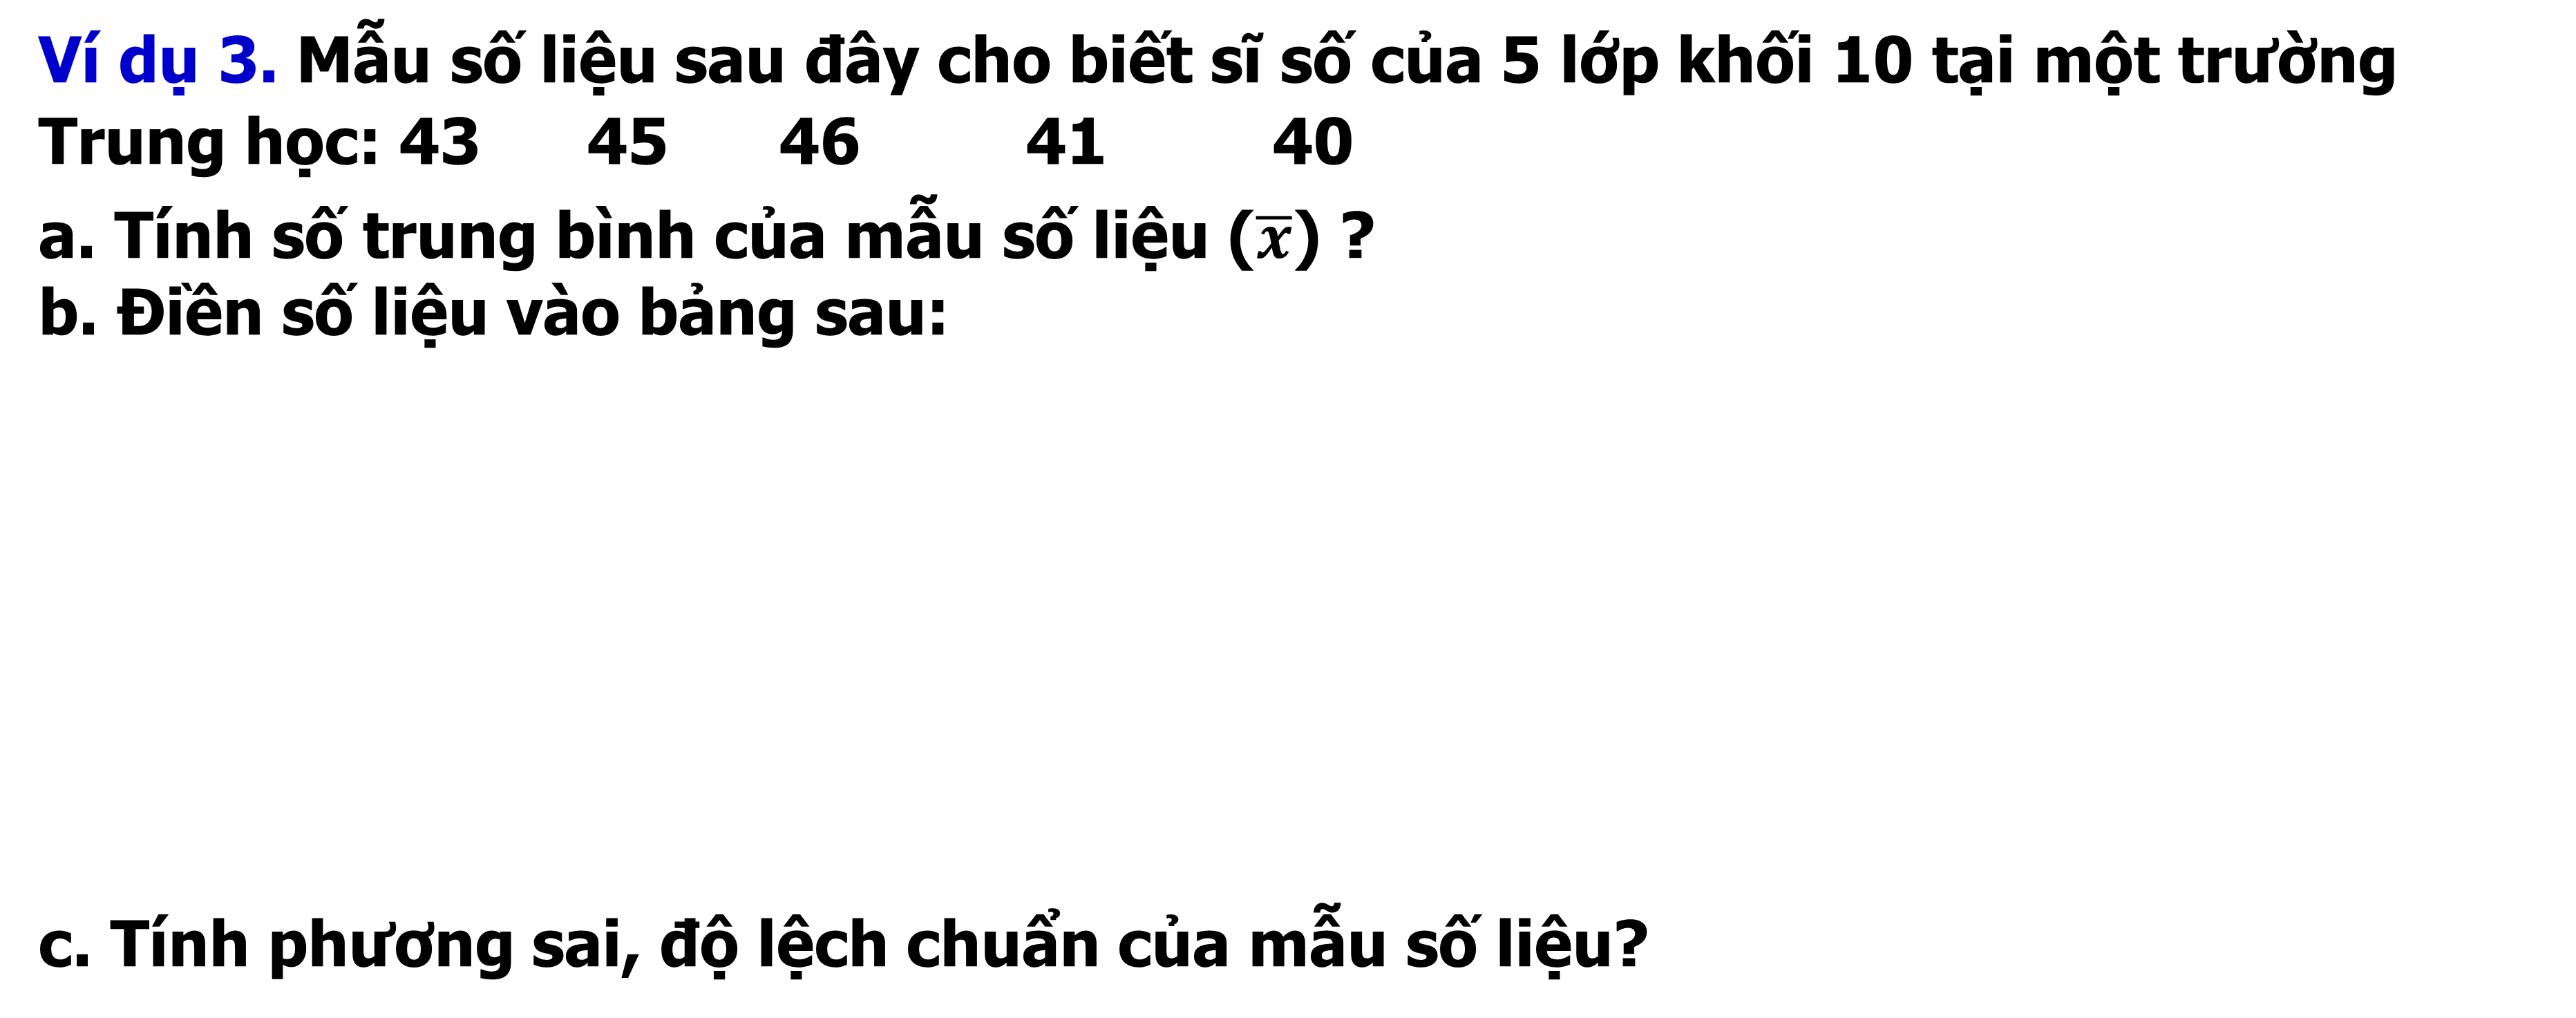 Ví dụ 3. Mẫu số liệu sau đây cho biết sĩ số của 5 lớp khối 10 tại một trường
Trung học: 43 45 46 41 40
a. Tính số trung bình của mẫu số liệu (x̅) ?
b. Điền số liệu vào bảng sau:
c. Tính phương sai, độ lệch chuẩn của mẫu số liệu?